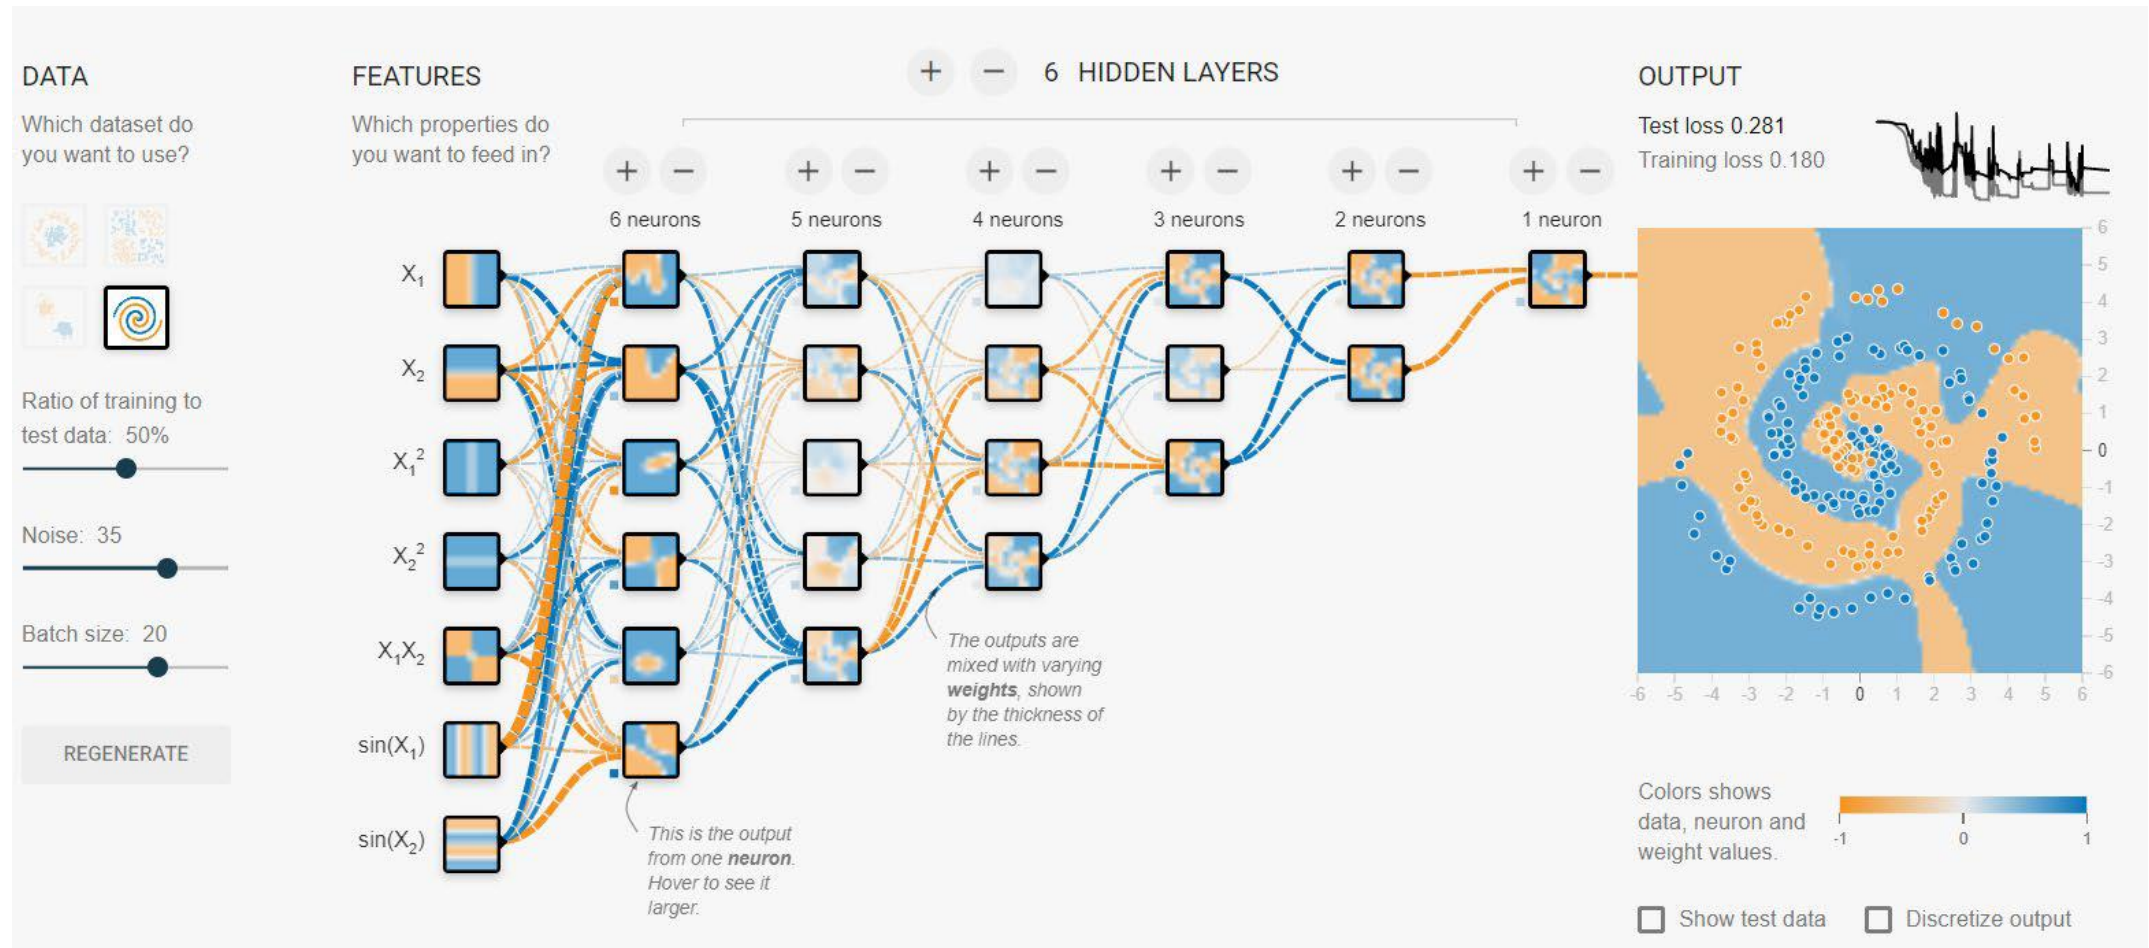 DATA
Which dataset do
you want to use?
Ratio of training to
test data: 50%
Noise: 35
Batch size: 20
REGENERATE
FEATURES
Which properties do
you want to feed in?
X1
X2
X1²
X2²
X1X2
sin(X1)
sin(X2)
+ − 6 HIDDEN LAYERS
+ − + − + − + − + − + −
6 neurons 5 neurons 4 neurons 3 neurons 2 neurons 1 neuron
The outputs are
mixed with varying
weights, shown
by the thickness of
the lines.
This is the output
from one neuron.
Hover to see it
larger.
OUTPUT
Test loss 0.281
Training loss 0.180
6
5
4
3
2
1
0
-1
-2
-3
-4
-5
-6
-6 -5 -4 -3 -2 -1 0 1 2 3 4 5 6
Colors shows
data, neuron and
weight values.
-1 0 1
Show test data Discretize output